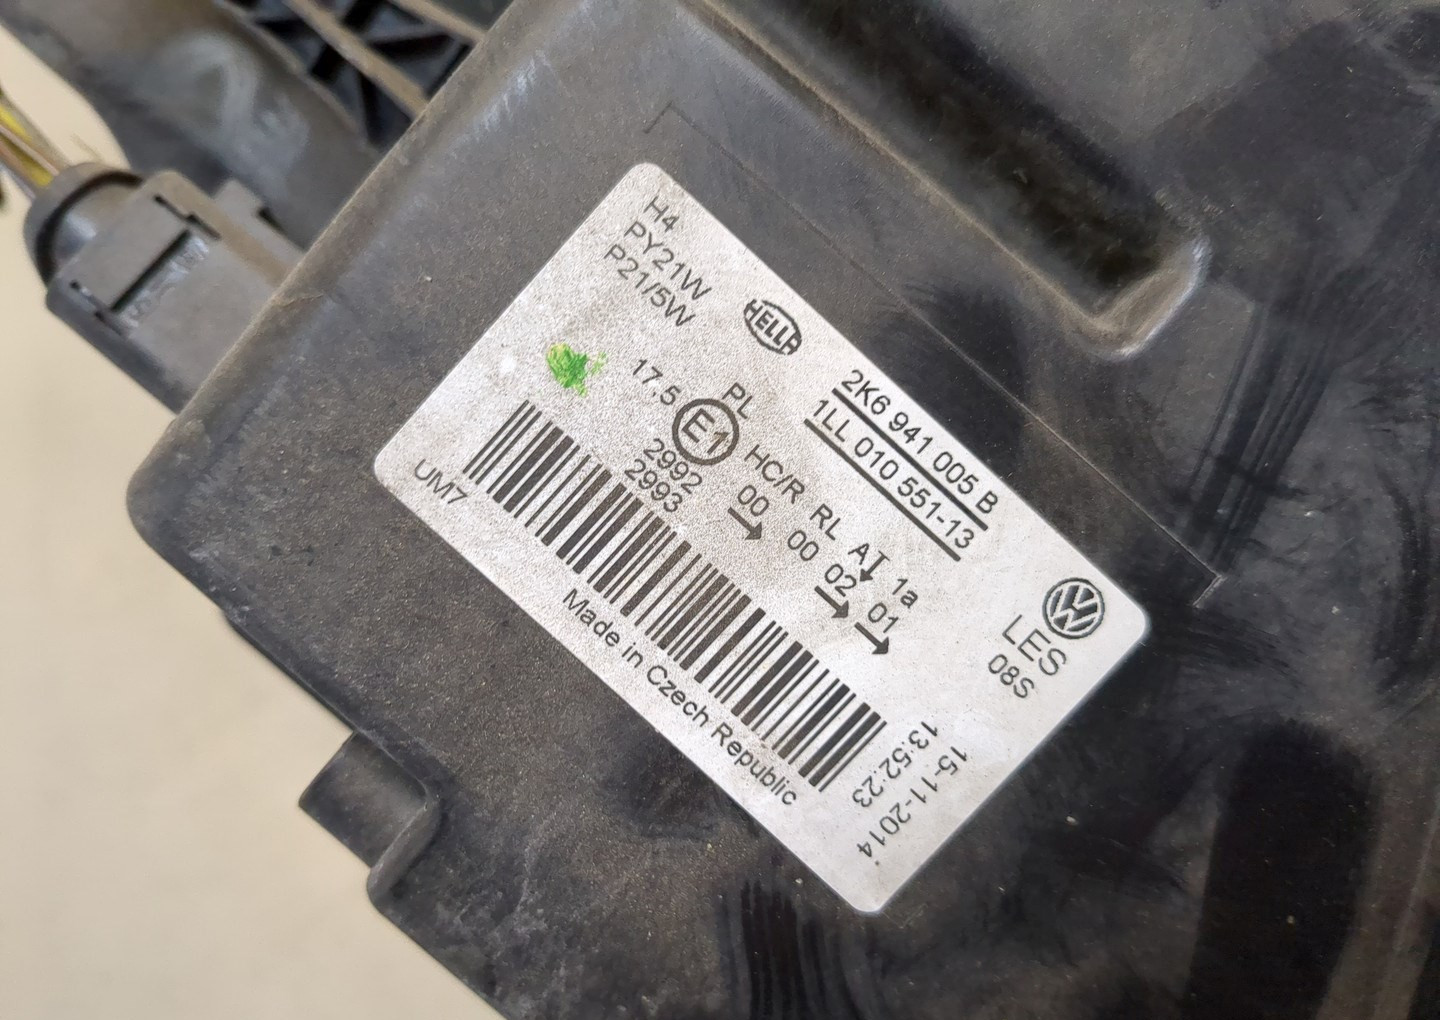 H4
PY21W
P21/5W
HELLA
2K6 941 005 B
1LL 010 551-13
17.5
PL
E1
HC/R RL AT 1a
2992
2993
00 00 02 01
UM7
LES
08S
Made in Czech Republic
15-11-2014
13:52:23